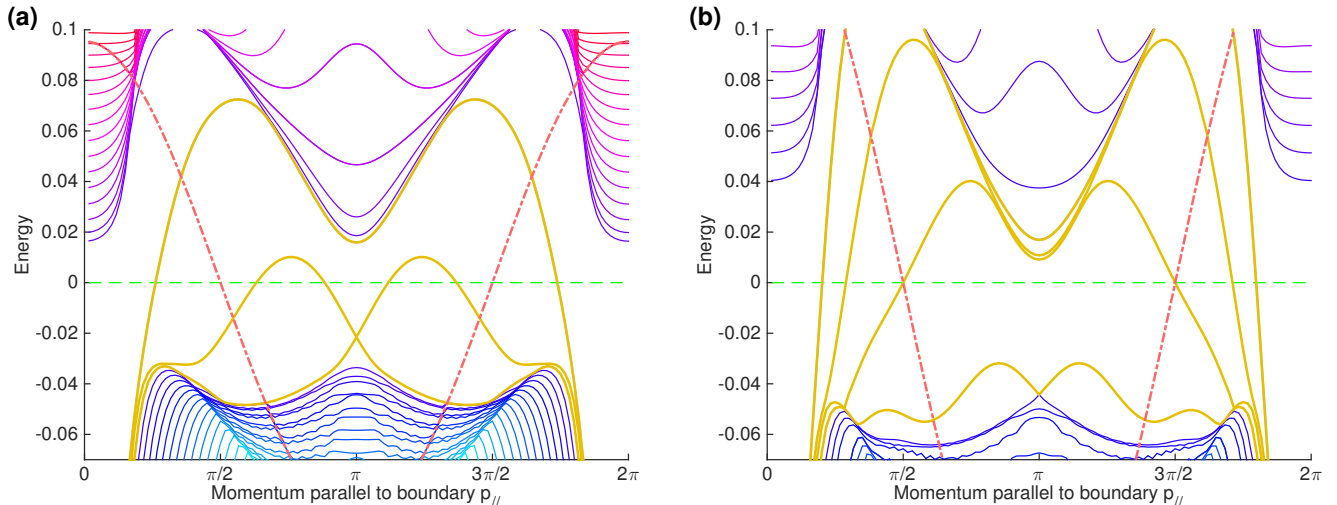 (a)
(b)
0.1
0.08
0.06
0.04
0.02
0
-0.02
-0.04
-0.06
Energy
0
π/2
π
3π/2
2π
Momentum parallel to boundary p//
0.1
0.08
0.06
0.04
0.02
0
-0.02
-0.04
-0.06
Energy
0
π/2
π
3π/2
2π
Momentum parallel to boundary p//